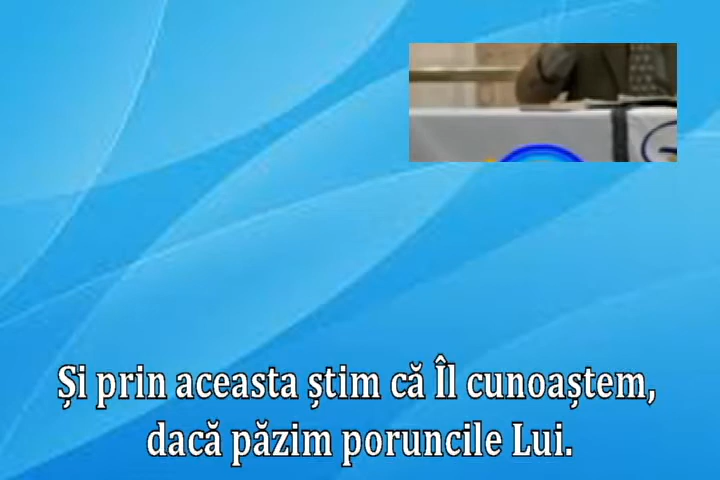 Și prin aceasta știm că Îl cunoaștem,
dacă păzim poruncile Lui.